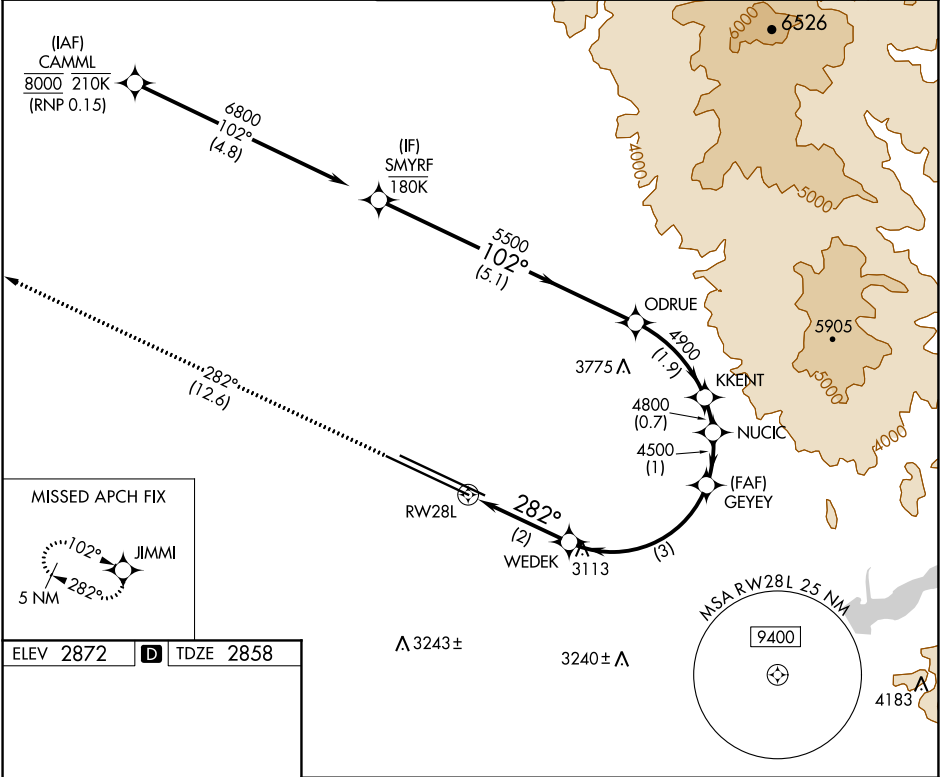 (IAF)
CAMML
8000 210K
(RNP 0.15)
6800
102°
(4.8)
(IF)
SMYRF
180K
5500
102°
(5.1)
ODRUE
4900
(1.9)
3775
KKENT
4800
(0.7)
NUCIC
4500
(1)
(FAF)
GEYEY
(3)
WEDEK
3113
282°
(2)
RW28L
282°
(12.6)
6526
6000
5000
4000
5905
5000
4000
MISSED APCH FIX
102°
JIMMI
282°
5 NM
ELEV 2872 D TDZE 2858
3243±
3240±
MSA RW28L 25 NM
9400
4183